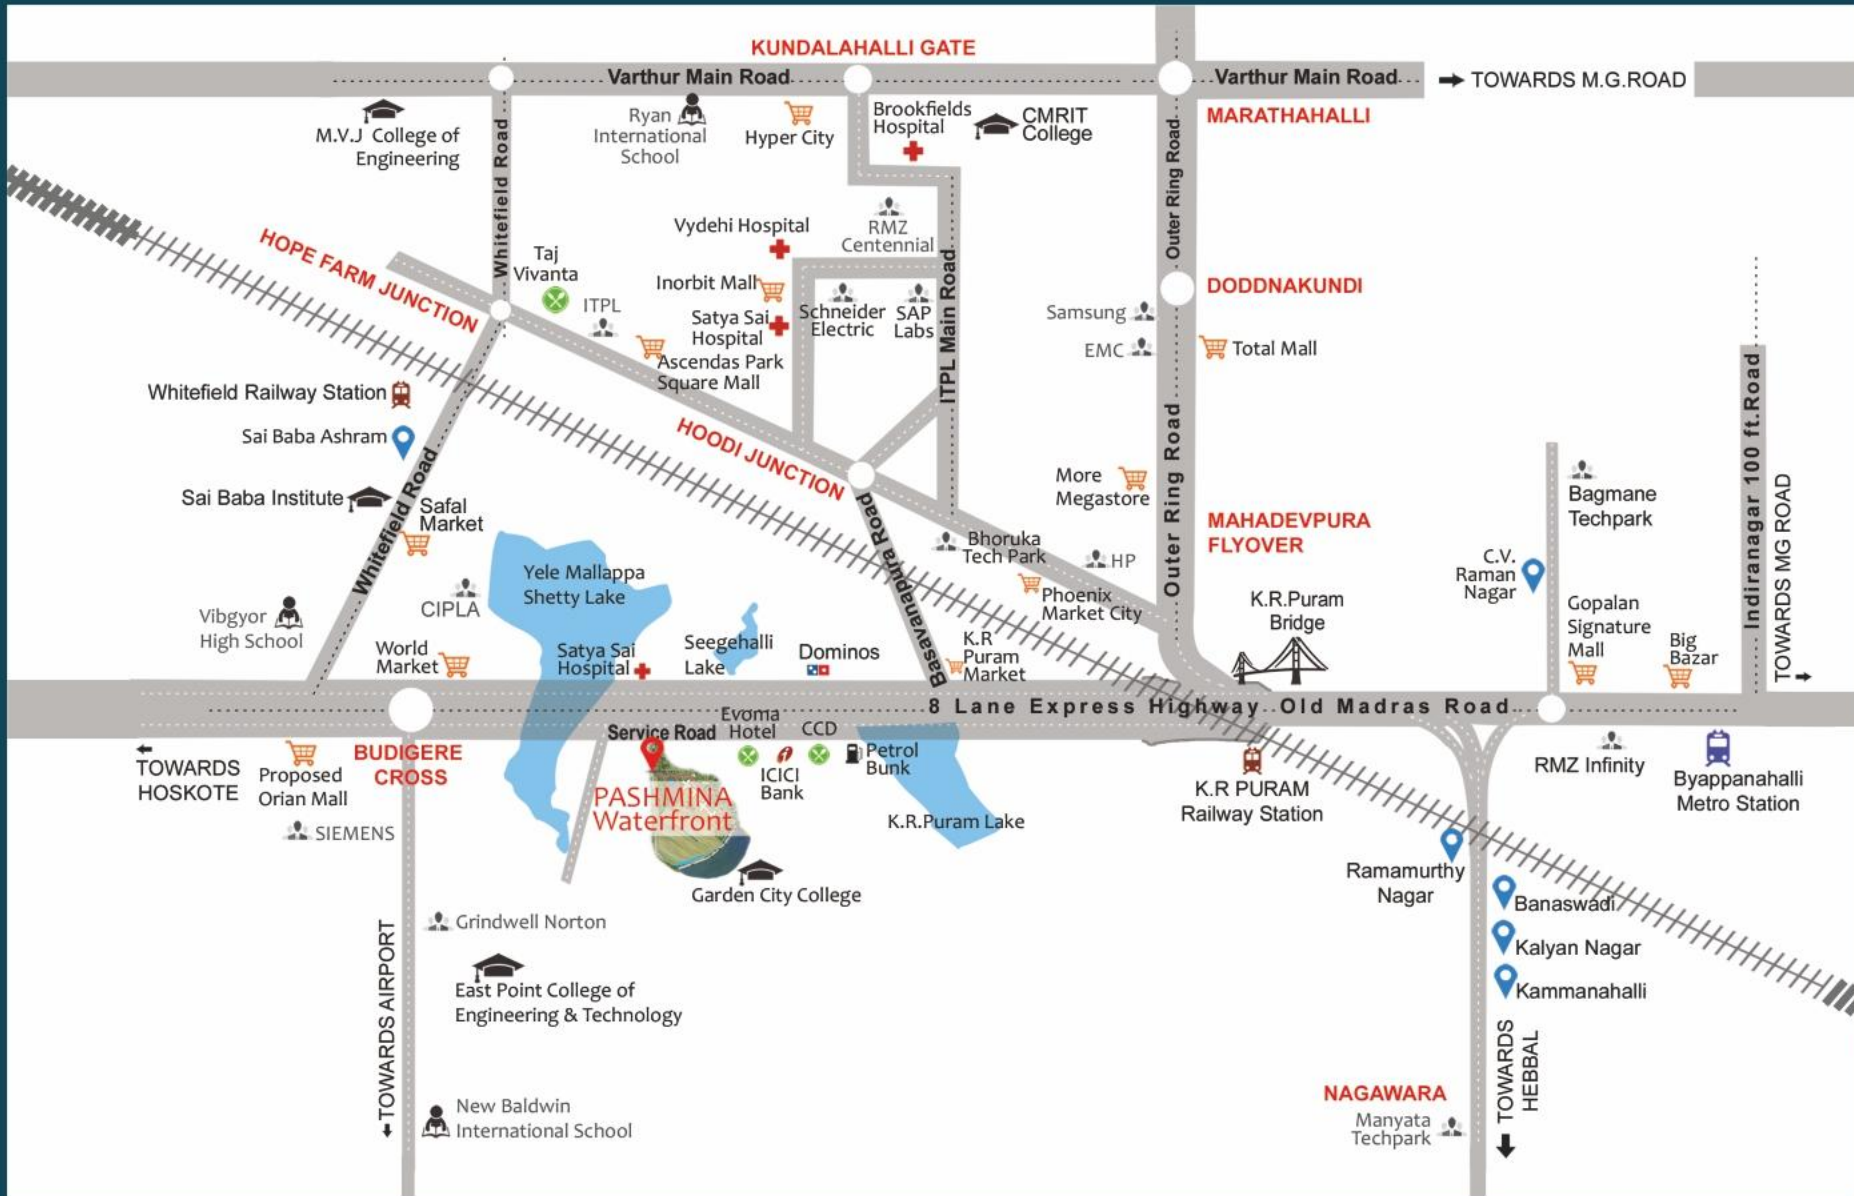 KUNDALAHALLI GATE
Varthur Main Road
Varthur Main Road
TOWARDS M.G.ROAD
MARATHAHALLI
M.V.J College of
Engineering
Whitefield Road
Ryan
International
School
Hyper City
Brookfields
Hospital
CMRIT
College
Outer Ring Road
HOPE FARM JUNCTION
Taj
Vivanta
ITPL
Vydehi Hospital
RMZ
Centennial
Inorbit Mall
Satya Sai
Hospital
Schneider
Electric
SAP
Labs
ITPL Main Road
Ascendas Park
Square Mall
Samsung
EMC
DODDNAKUNDI
Total Mall
Whitefield Railway Station
Sai Baba Ashram
Sai Baba Institute
Whitefield Road
Safal
Market
HOODI JUNCTION
Basavanapura Road
More
Megastore
Outer Ring Road
MAHADEVPURA
FLYOVER
Bhoruka
Tech Park
HP
Phoenix
Market City
K.R.Puram
Bridge
C.V.
Raman
Nagar
Bagmane
Techpark
Gopalan
Signature
Mall
Big
Bazar
Indiranagar 100 ft.Road
TOWARDS MG ROAD
Vibgyor
High School
CIPLA
World
Market
Yele Mallappa
Shetty Lake
Satya Sai
Hospital
Seegehalli
Lake
Dominos
K.R
Puram
Market
8 Lane Express Highway
Old Madras Road
Service Road
Evoma
Hotel
CCD
ICICI
Bank
Petrol
Bunk
TOWARDS
HOSKOTE
Proposed
Orian Mall
BUDIGERE
CROSS
SIEMENS
PASHMINA
Waterfront
K.R.Puram Lake
Garden City College
K.R PURAM
Railway Station
RMZ Infinity
Byappanahalli
Metro Station
Ramamurthy
Nagar
Banaswadi
Kalyan Nagar
Kammanahalli
TOWARDS AIRPORT
Grindwell Norton
East Point College of
Engineering & Technology
New Baldwin
International School
NAGAWARA
Manyata
Techpark
TOWARDS
HEBBAL